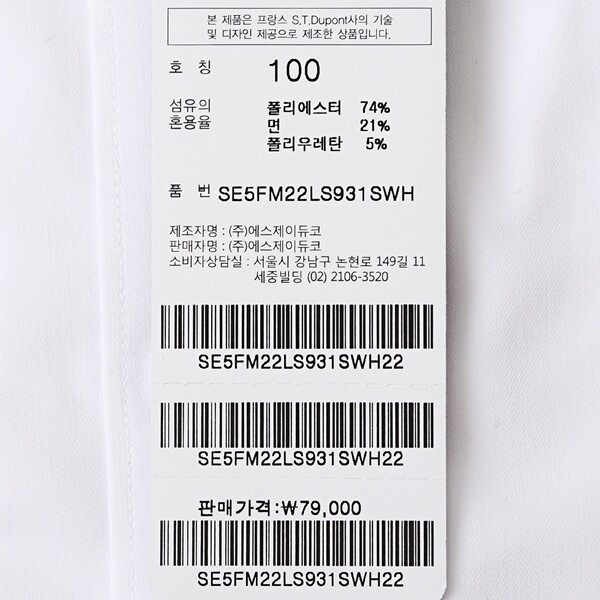 본 제품은 프랑스 S.T.Dupont사의 기술
및 디자인 제공으로 제조한 상품입니다.
호 칭 100
섬유의 폴리에스터 74%
혼용율 면 21%
폴리우레탄 5%
품 번 SE5FM22LS931SWH
제조자명 : (주)에스제이듀코
판매자명 : (주)에스제이듀코
소비자상담실 : 서울시 강남구 논현로 149길 11
세중빌딩 (02) 2106-3520
SE5FM22LS931SWH22
SE5FM22LS931SWH22
판매가격:₩79,000
SE5FM22LS931SWH22